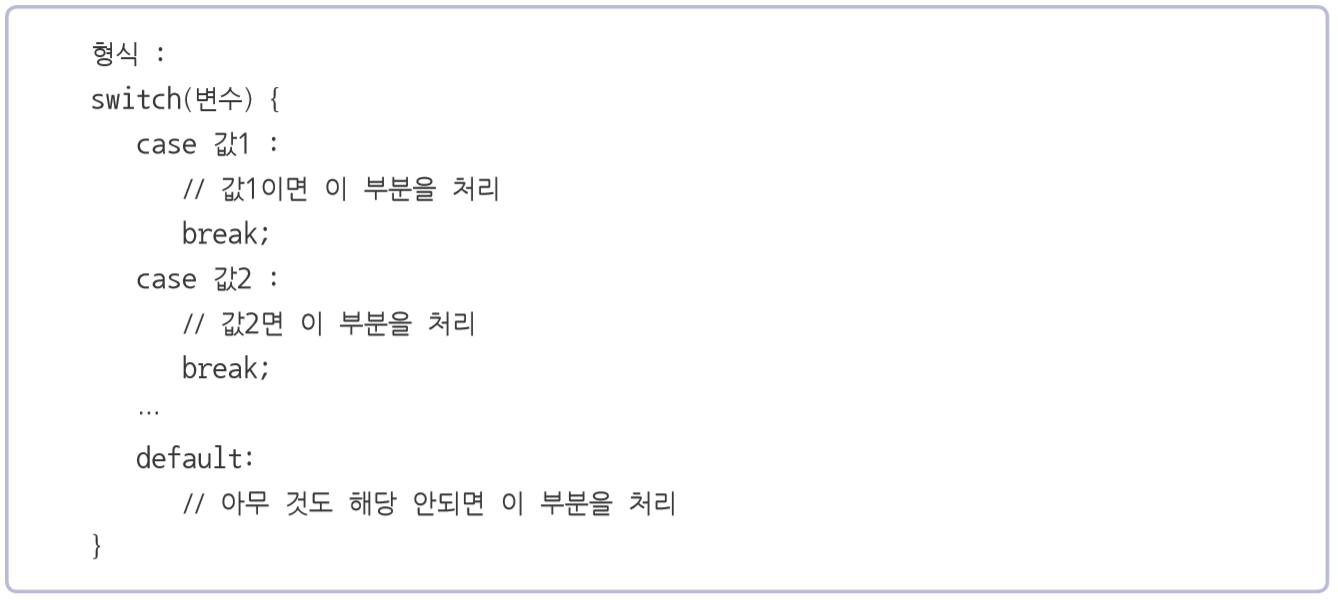 형식 :
switch(변수) {
case 값1 :
// 값1이면 이 부분을 처리
break;
case 값2 :
// 값2면 이 부분을 처리
break;
…
default:
// 아무 것도 해당 안되면 이 부분을 처리
}